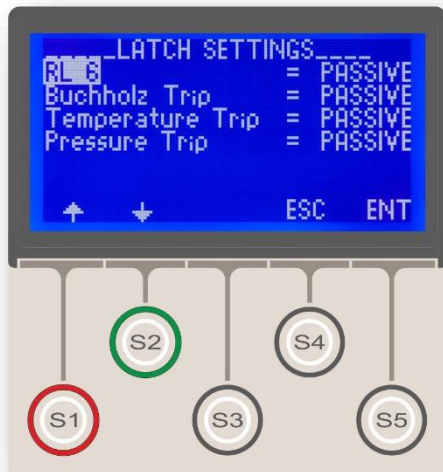 ____LATCH SETTINGS____
RL 6 = PASSIVE
Buchholz Trip = PASSIVE
Temperature Trip = PASSIVE
Pressure Trip = PASSIVE
ESC ENT
S2 S4
S1 S3 S5